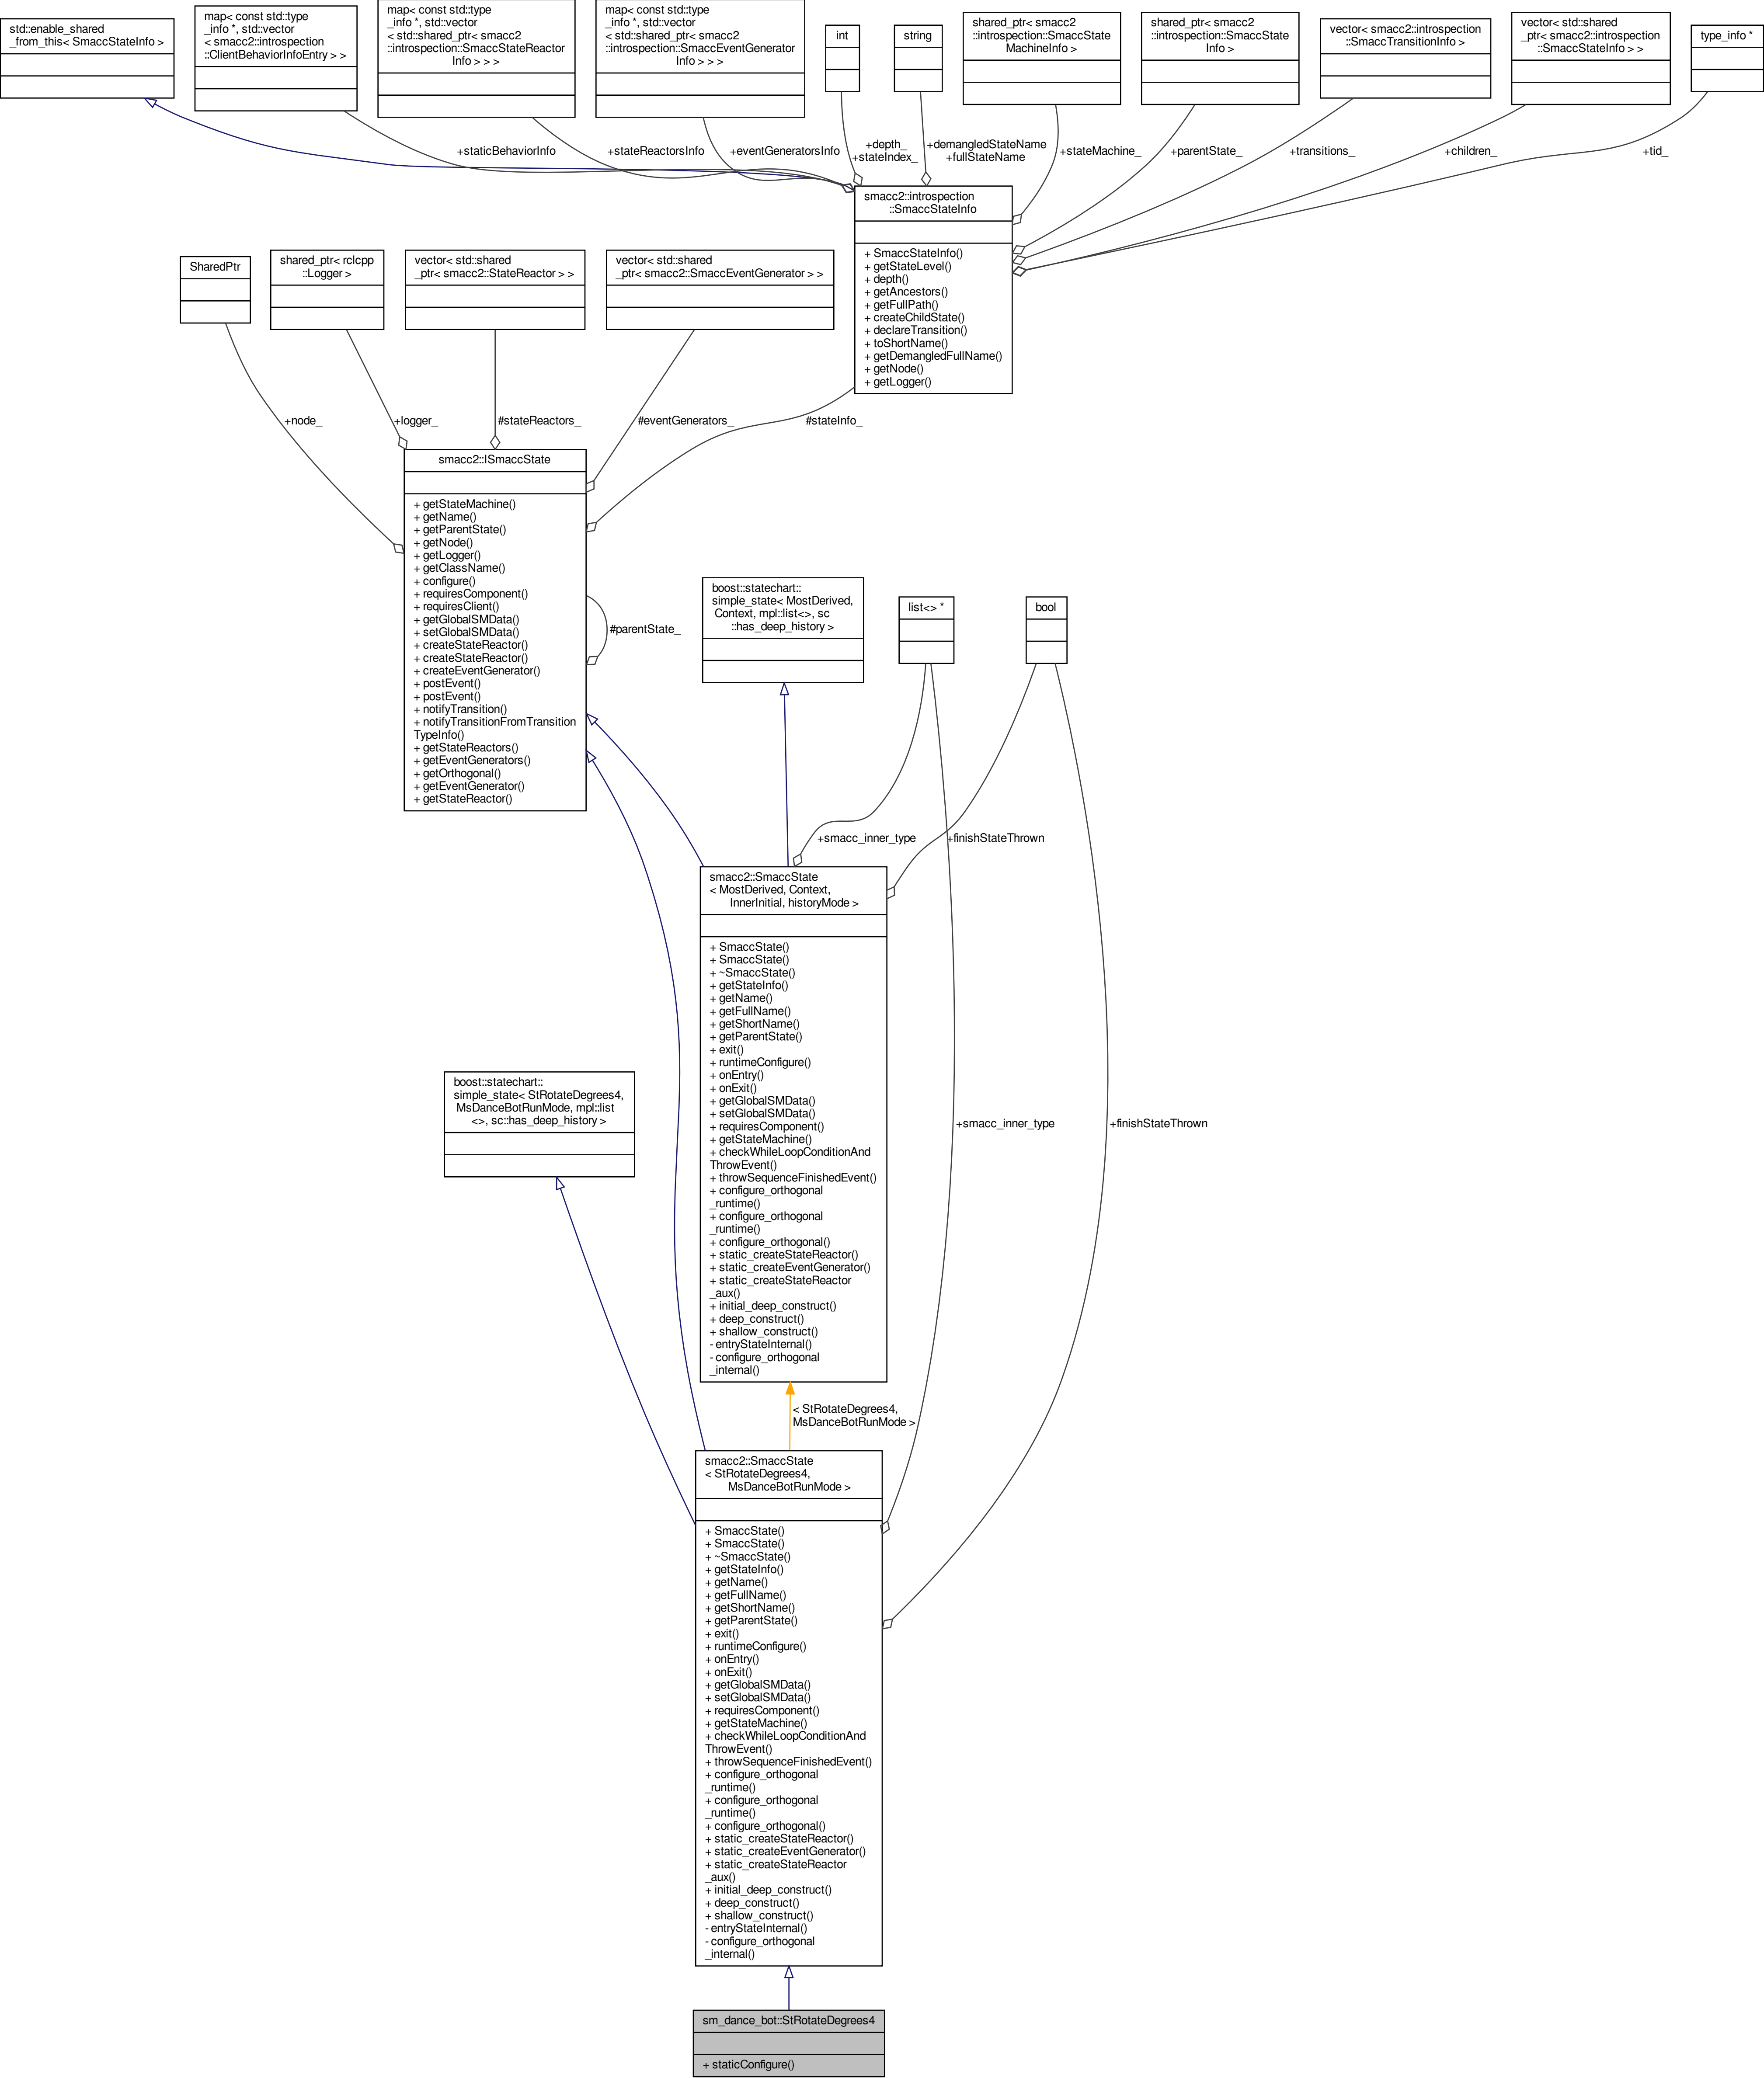 std::enable_shared
_from_this< SmaccStateInfo >
map< const std::type
_info *, std::vector
< smacc2::introspection
::ClientBehaviorInfoEntry > >
map< const std::type
_info *, std::vector
< std::shared_ptr< smacc2
::introspection::SmaccStateReactor
Info > > >
map< const std::type
_info *, std::vector
< std::shared_ptr< smacc2
::introspection::SmaccEventGenerator
Info > > >
int
string
shared_ptr< smacc2
::introspection::SmaccState
MachineInfo >
shared_ptr< smacc2
::introspection::SmaccState
Info >
vector< smacc2::introspection
::SmaccTransitionInfo >
vector< std::shared
_ptr< smacc2::introspection
::SmaccStateInfo > >
type_info *
+staticBehaviorInfo
+stateReactorsInfo
+eventGeneratorsInfo
+depth_
+stateIndex_
+demangledStateName
+fullStateName
+stateMachine_
+parentState_
+transitions_
+children_
+tid_
smacc2::introspection
::SmaccStateInfo
+ SmaccStateInfo()
+ getStateLevel()
+ depth()
+ getAncestors()
+ getFullPath()
+ createChildState()
+ declareTransition()
+ toShortName()
+ getDemangledFullName()
+ getNode()
+ getLogger()
SharedPtr
shared_ptr< rclcpp
::Logger >
vector< std::shared
_ptr< smacc2::StateReactor > >
vector< std::shared
_ptr< smacc2::SmaccEventGenerator > >
+node_
+logger_
#stateReactors_
#eventGenerators_
#stateInfo_
smacc2::ISmaccState
+ getStateMachine()
+ getName()
+ getParentState()
+ getNode()
+ getLogger()
+ getClassName()
+ configure()
+ requiresComponent()
+ requiresClient()
+ getGlobalSMData()
+ setGlobalSMData()
+ createStateReactor()
+ createStateReactor()
+ createEventGenerator()
+ postEvent()
+ postEvent()
+ notifyTransition()
+ notifyTransitionFromTransition
TypeInfo()
+ getStateReactors()
+ getEventGenerators()
+ getOrthogonal()
+ getEventGenerator()
+ getStateReactor()
#parentState_
boost::statechart::
simple_state< MostDerived,
Context, mpl::list<>, sc
::has_deep_history >
list<> *
bool
+smacc_inner_type
+finishStateThrown
smacc2::SmaccState
< MostDerived, Context,
InnerInitial, historyMode >
+ SmaccState()
+ SmaccState()
+ ~SmaccState()
+ getStateInfo()
+ getName()
+ getFullName()
+ getShortName()
+ getParentState()
+ exit()
+ runtimeConfigure()
+ onEntry()
+ onExit()
+ getGlobalSMData()
+ setGlobalSMData()
+ requiresComponent()
+ getStateMachine()
+ checkWhileLoopConditionAnd
ThrowEvent()
+ throwSequenceFinishedEvent()
+ configure_orthogonal
_runtime()
+ configure_orthogonal
_runtime()
+ configure_orthogonal()
+ static_createStateReactor()
+ static_createEventGenerator()
+ static_createStateReactor
_aux()
+ initial_deep_construct()
+ deep_construct()
+ shallow_construct()
- entryStateInternal()
- configure_orthogonal
_internal()
boost::statechart::
simple_state< StRotateDegrees4,
MsDanceBotRunMode, mpl::list
<>, sc::has_deep_history >
+smacc_inner_type
+finishStateThrown
< StRotateDegrees4,
MsDanceBotRunMode >
smacc2::SmaccState
< StRotateDegrees4,
MsDanceBotRunMode >
+ SmaccState()
+ SmaccState()
+ ~SmaccState()
+ getStateInfo()
+ getName()
+ getFullName()
+ getShortName()
+ getParentState()
+ exit()
+ runtimeConfigure()
+ onEntry()
+ onExit()
+ getGlobalSMData()
+ setGlobalSMData()
+ requiresComponent()
+ getStateMachine()
+ checkWhileLoopConditionAnd
ThrowEvent()
+ throwSequenceFinishedEvent()
+ configure_orthogonal
_runtime()
+ configure_orthogonal
_runtime()
+ configure_orthogonal()
+ static_createStateReactor()
+ static_createEventGenerator()
+ static_createStateReactor
_aux()
+ initial_deep_construct()
+ deep_construct()
+ shallow_construct()
- entryStateInternal()
- configure_orthogonal
_internal()
sm_dance_bot::StRotateDegrees4
+ staticConfigure()